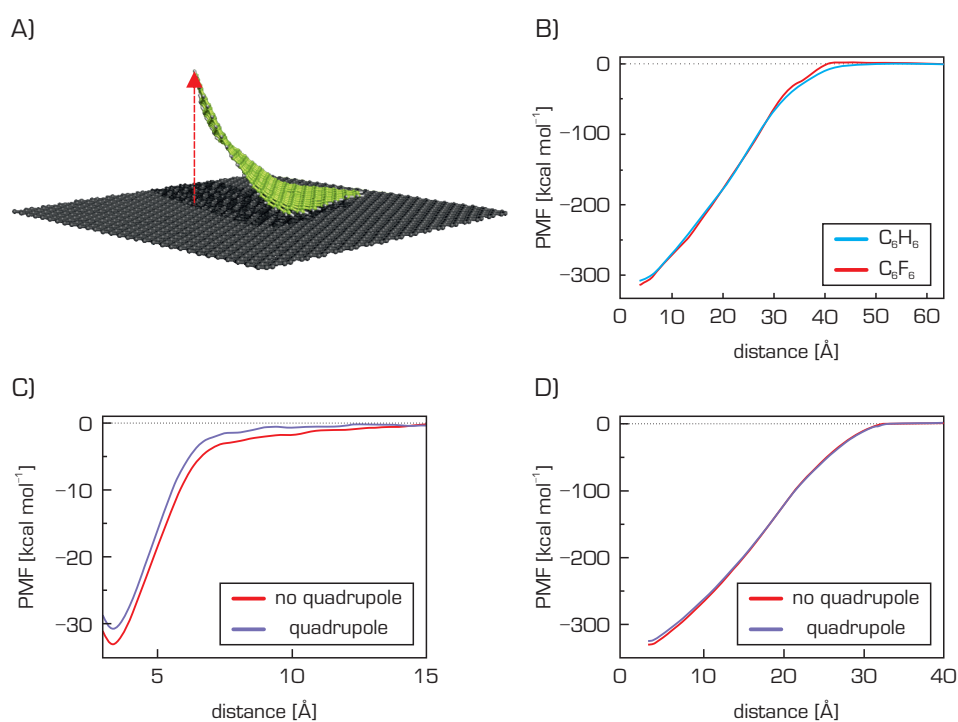 A)
B)
0
−100
−200
−300
PMF [kcal mol⁻¹]
C₆H₆
C₆F₆
0 10 20 30 40 50 60
distance [Å]
C)
0
−10
−20
−30
PMF [kcal mol⁻¹]
no quadrupole
quadrupole
5 10 15
distance [Å]
D)
0
−100
−200
−300
PMF [kcal mol⁻¹]
no quadrupole
quadrupole
0 10 20 30 40
distance [Å]